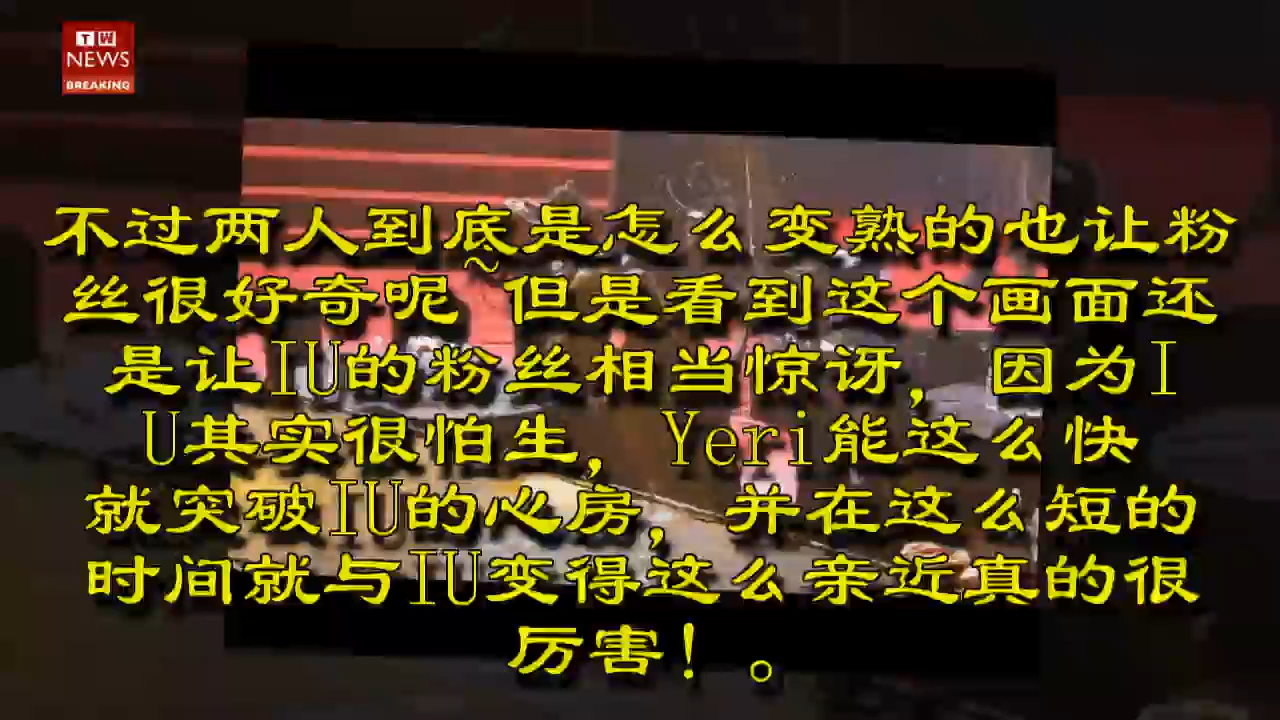 TW
NEWS
BREAKING
不过两人到底是怎么变熟的也让粉
丝很好奇呢~但是看到这个画面还
是让IU的粉丝相当惊讶，因为I
U其实很怕生，Yeri能这么快
就突破IU的心房，并在这么短的
时间就与IU变得这么亲近真的很
厉害！。